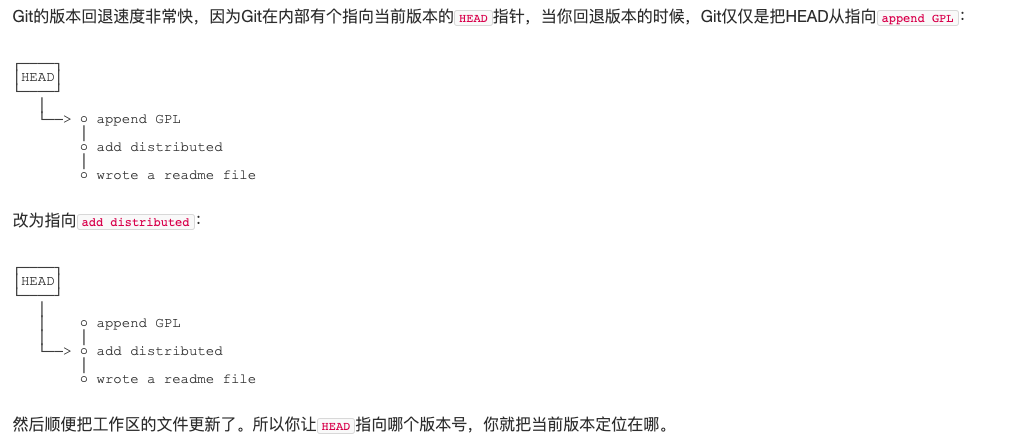 Git的版本回退速度非常快，因为Git在内部有个指向当前版本的HEAD指针，当你回退版本的时候，Git仅仅是把HEAD从指向append GPL：
HEAD
append GPL
add distributed
wrote a readme file
改为指向add distributed：
HEAD
append GPL
add distributed
wrote a readme file
然后顺便把工作区的文件更新了。所以你让HEAD指向哪个版本号，你就把当前版本定位在哪。